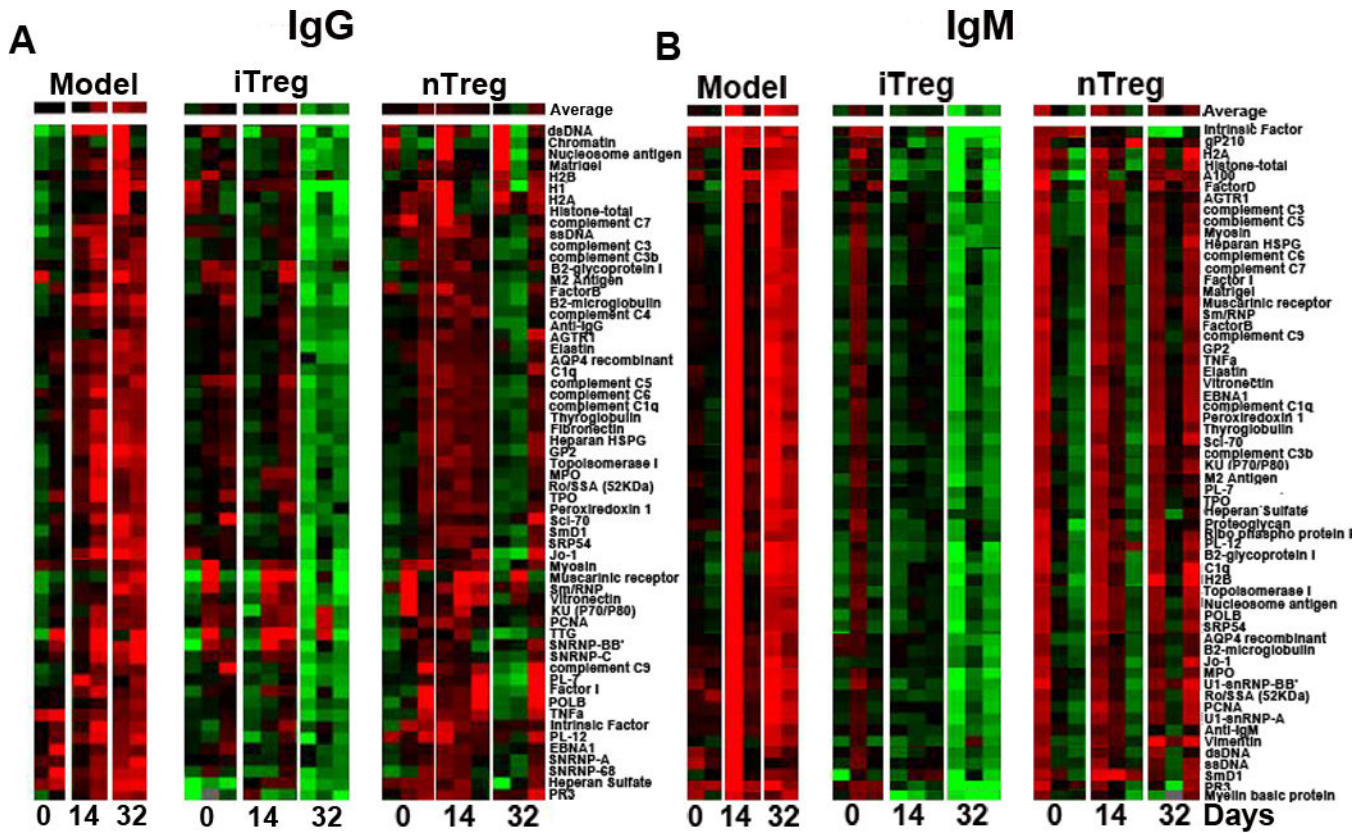 IgG
IgM
A
B
Model
iTreg
nTreg
Model
iTreg
nTreg
Average
dsDNA
Chromatin
Nucleosome antigen
Matrigel
H2B
H1
H2A
Histone-total
complement C7
ssDNA
complement C3
complement C3b
B2-glycoprotein I
M2 Antigen
FactorB
B2-microglobulin
complement C4
Anti-IgG
AGTR1
Elastin
AQP4 recombinant
C1q
complement C5
complement C6
complement C1q
Thyroglobulin
Fibronectin
Heparan HSPG
GP2
Topoisomerase I
MPO
Ro/SSA (52KDa)
TPO
Peroxiredoxin 1
Scl-70
SmD1
SRP54
Jo-1
Myosin
Muscarinic receptor
Sm/RNP
Vitronectin
KU (P70/P80)
PCNA
TTG
SNRNP-BB'
SNRNP-C
complement C9
PL-7
Factor I
POLB
TNFa
Intrinsic Factor
PL-12
EBNA1
SNRNP-A
SNRNP-68
Heperan Sulfate
PR3
Average
Intrinsic Factor
gP210
H2A
Histone-total
A100
FactorD
AGTR1
complement C3
complement C5
Myosin
Heparan HSPG
complement C6
complement C7
Factor I
Matrigel
Muscarinic receptor
Sm/RNP
FactorB
complement C9
GP2
TNFa
Elastin
Vitronectin
EBNA1
complement C1q
Peroxiredoxin 1
Thyroglobulin
Scl-70
complement C3b
KU (P70/P80)
M2 Antigen
PL-7
TPO
Heperan Sulfate
Proteoglycan
Ribo phaspho protein P
PL-12
B2-glycoprotein I
C1q
H2B
Topoisomerase I
Nucleosome antigen
POLB
SRP54
AQP4 recombinant
B2-microglobulin
Jo-1
MPO
U1-snRNP-BB'
Ro/SSA (52KDa)
PCNA
U1-snRNP-A
Anti-IgM
Vimentin
dsDNA
ssDNA
SmD1
PR3
Myelin basic protein
0 14 32 0 14 32 0 14 32 0 14 32 0 14 32 0 14 32 Days